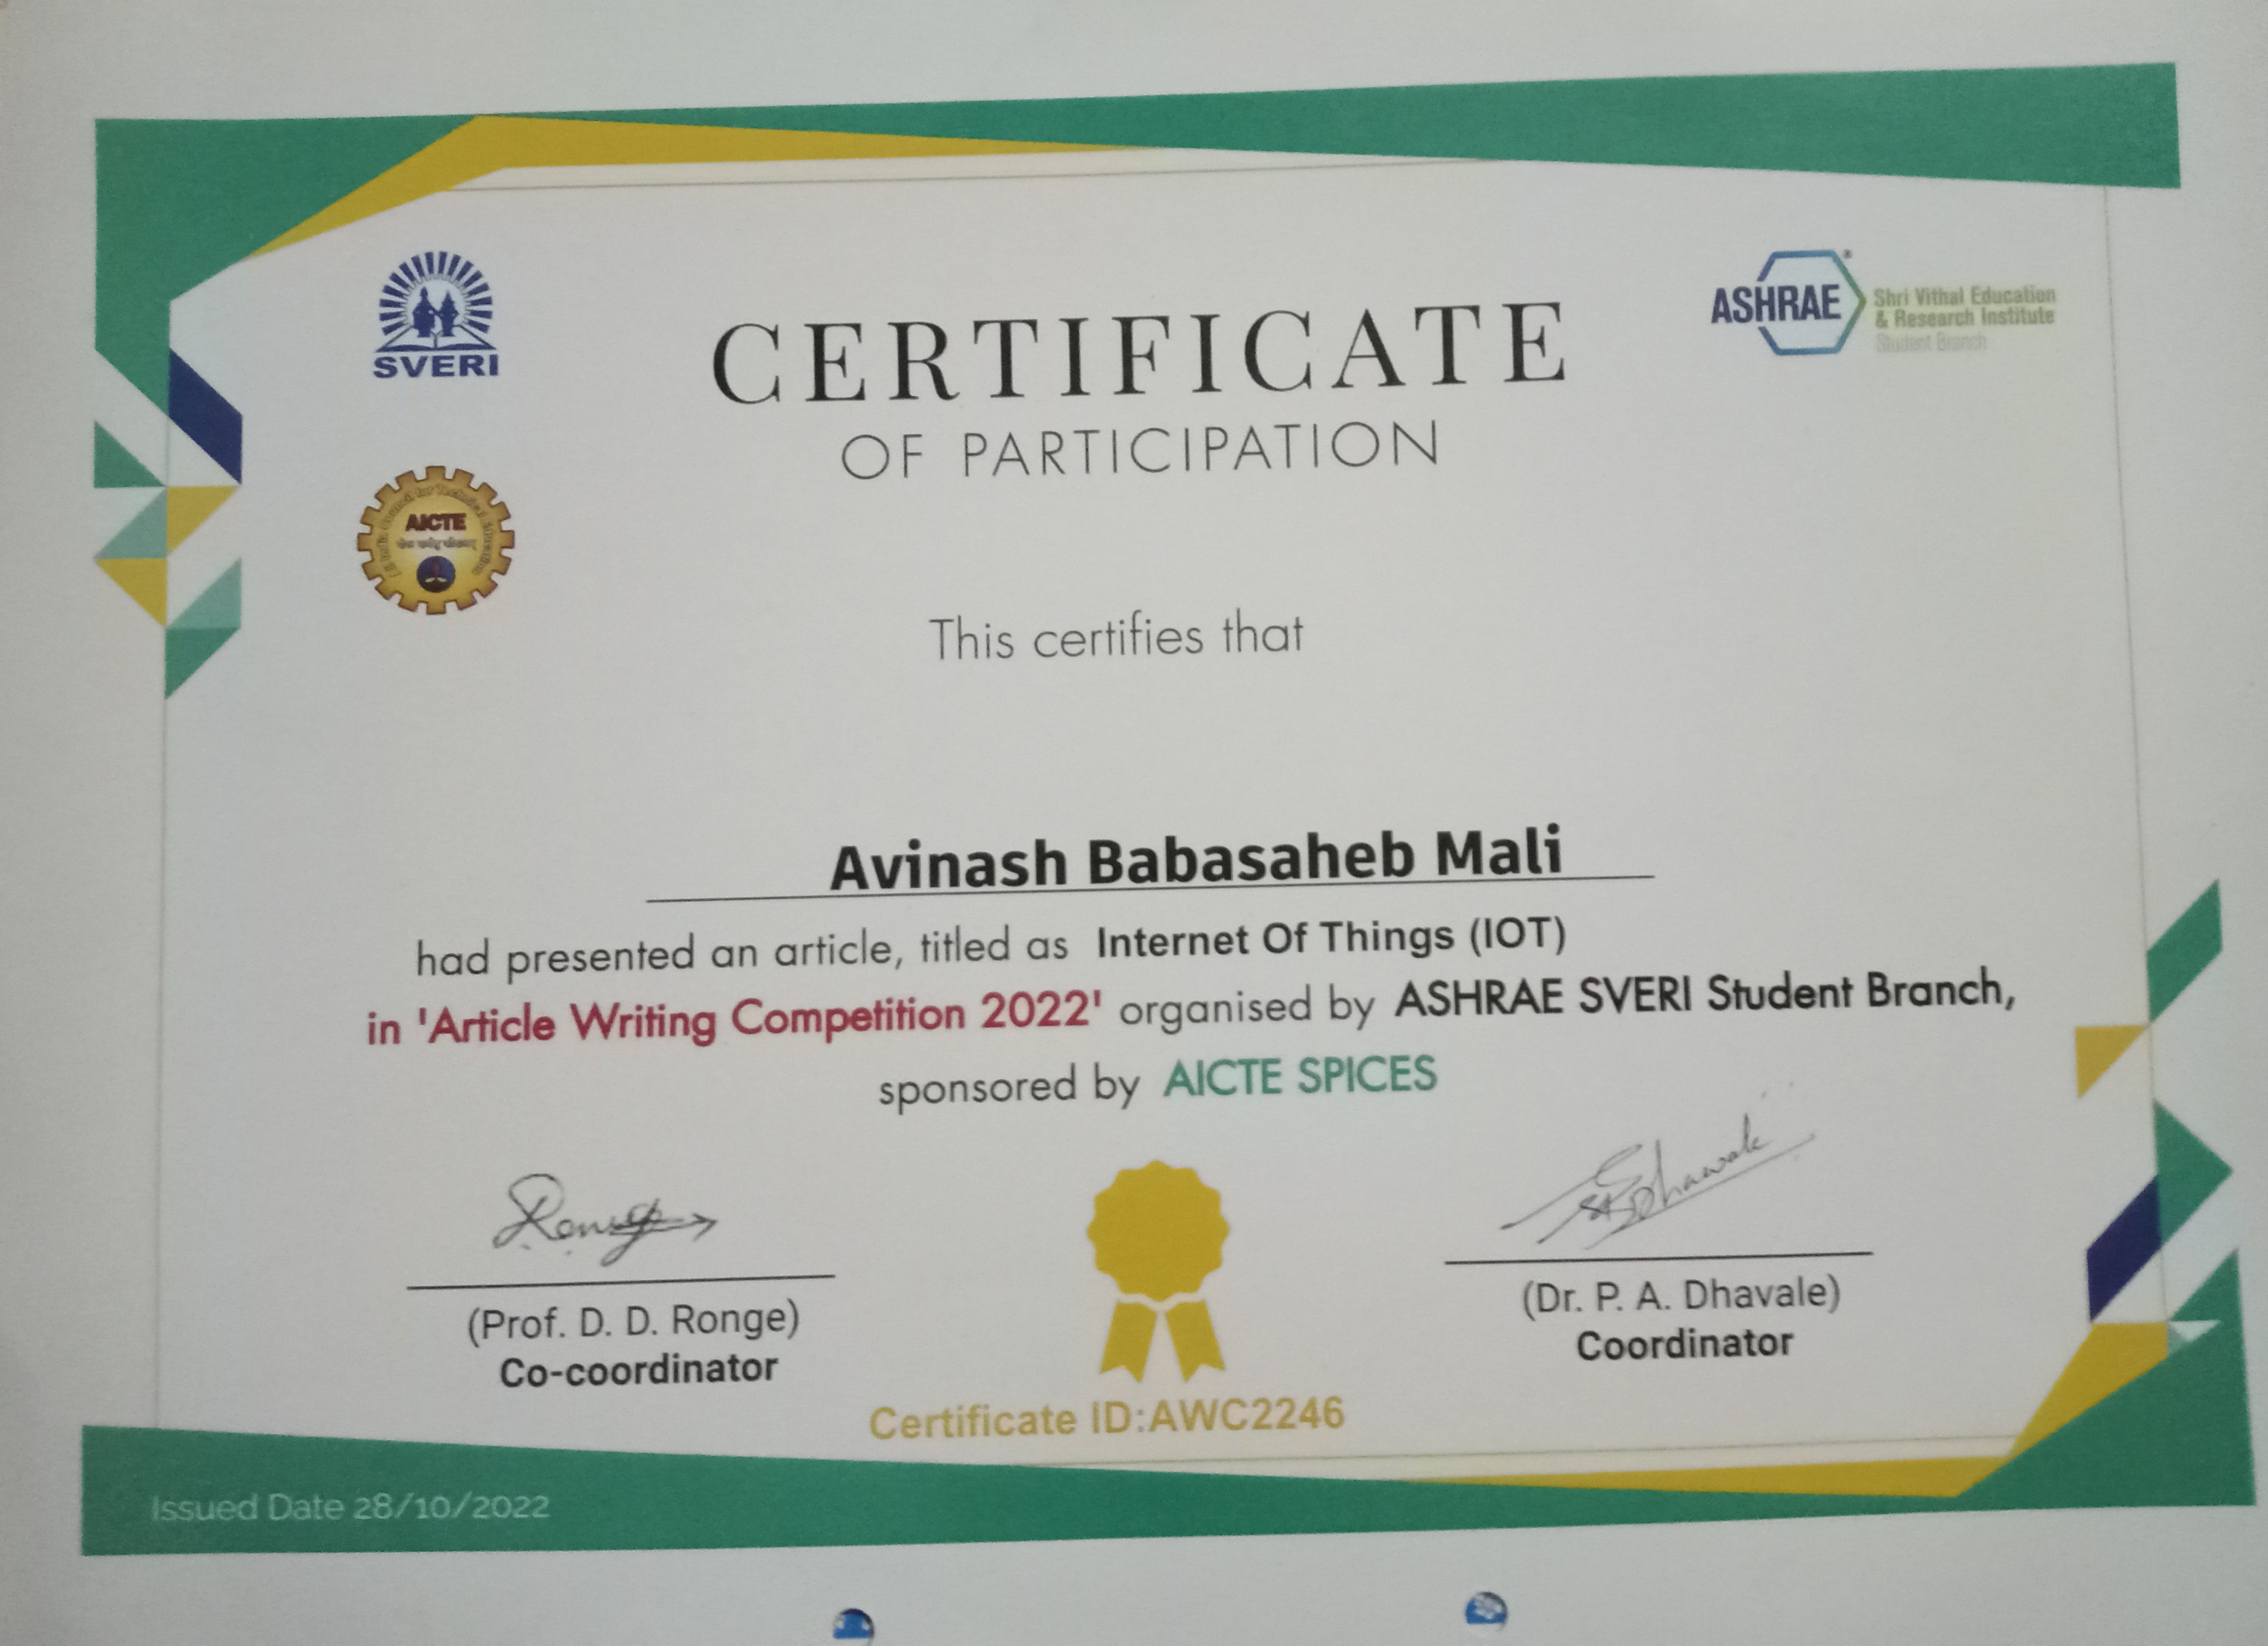 SVERI
ASHRAE
Shri Vithal Education
& Research Institute
Student Branch
CERTIFICATE
OF PARTICIPATION
AICTE
This certifies that
Avinash Babasaheb Mali
had presented an article, titled as Internet Of Things (IOT)
in 'Article Writing Competition 2022' organised by ASHRAE SVERI Student Branch,
sponsored by AICTE SPICES
(Prof. D. D. Ronge)
Co-coordinator
(Dr. P. A. Dhavale)
Coordinator
Certificate ID:AWC2246
Issued Date 28/10/2022